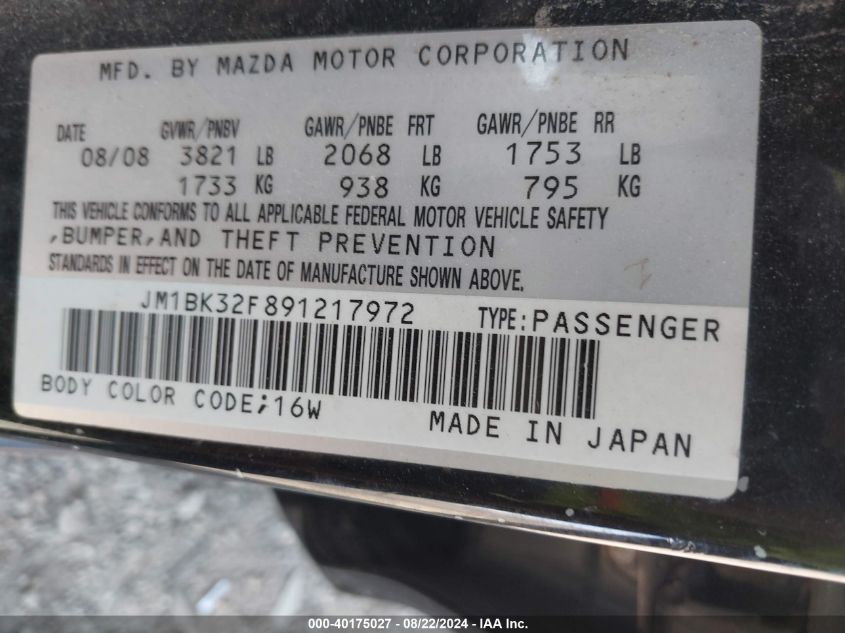 MFD. BY MAZDA MOTOR CORPORATION
DATE GVWR/PNBV GAWR/PNBE FRT GAWR/PNBE RR
08/08 3821 LB 2068 LB 1753 LB
1733 KG 938 KG 795 KG
THIS VEHICLE CONFORMS TO ALL APPLICABLE FEDERAL MOTOR VEHICLE SAFETY
,BUMPER,AND THEFT PREVENTION
STANDARDS IN EFFECT ON THE DATE OF MANUFACTURE SHOWN ABOVE.
JM1BK32F891217972 TYPE:PASSENGER
BODY COLOR CODE;16W
MADE IN JAPAN
000-40175027 - 08/22/2024 - IAA Inc.